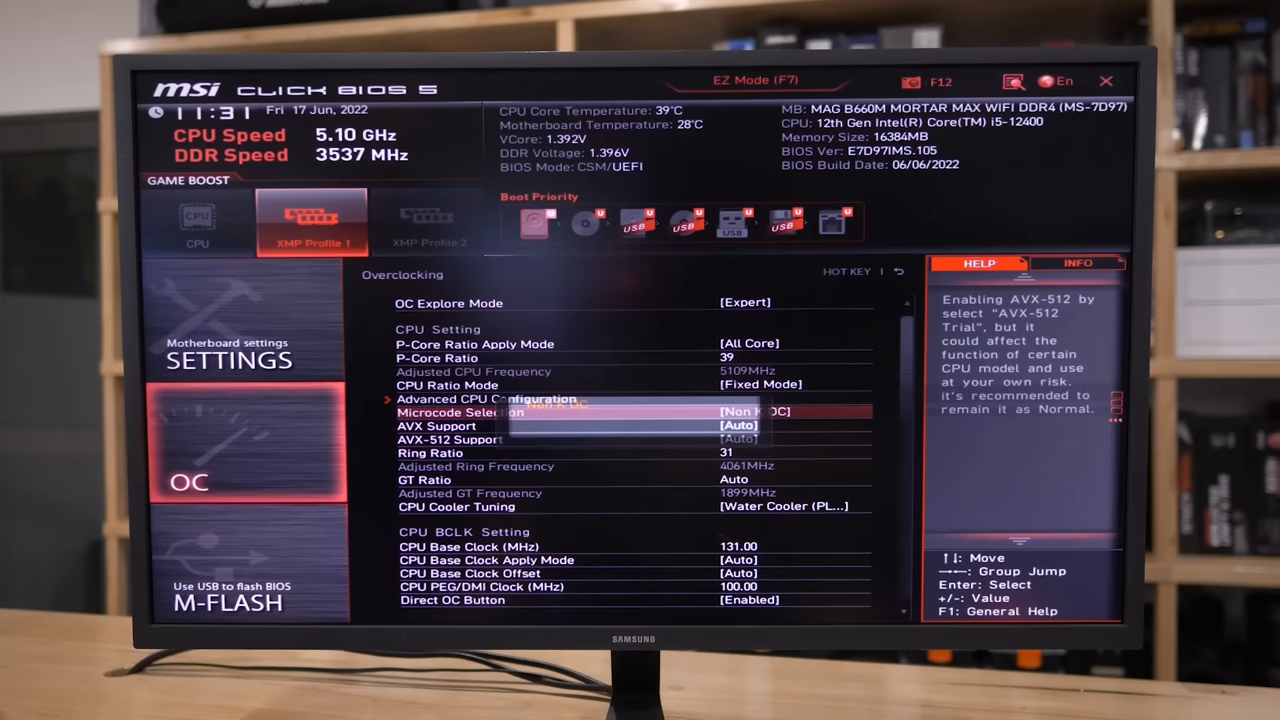 msi CLICK BIOS 5
EZ Mode (F7)
F12
En
X
11:31 Fri 17 Jun, 2022
CPU Speed 5.10 GHz
DDR Speed 3537 MHz
CPU Core Temperature: 39°C
Motherboard Temperature: 28°C
VCore: 1.392V
DDR Voltage: 1.396V
BIOS Mode: CSM/UEFI
MB: MAG B660M MORTAR MAX WIFI DDR4 (MS-7D97)
CPU: 12th Gen Intel(R) Core(TM) i5-12400
Memory Size: 16384MB
BIOS Ver: E7D97IMS.105
BIOS Build Date: 06/06/2022
GAME BOOST
CPU
CPU
XMP Profile 1
XMP Profile 2
Boot Priority
U
USB U
USB U
USB U
USB U
U
Motherboard settings
SETTINGS
OC
Use USB to flash BIOS
M-FLASH
Overclocking
HOT KEY
OC Explore Mode [Expert]
CPU Setting
P-Core Ratio Apply Mode [All Core]
P-Core Ratio 39
Adjusted CPU Frequency 5109MHz
CPU Ratio Mode [Fixed Mode]
Advanced CPU Configuration
Non K OC
Microcode Selection [Non K OC]
AVX Support [Auto]
AVX-512 Support [Auto]
Ring Ratio 31
Adjusted Ring Frequency 4061MHz
GT Ratio Auto
Adjusted GT Frequency 1899MHz
CPU Cooler Tuning [Water Cooler (PL...]
CPU BCLK Setting
CPU Base Clock (MHz) 131.00
CPU Base Clock Apply Mode [Auto]
CPU Base Clock Offset [Auto]
CPU PEG/DMI Clock (MHz) 100.00
Direct OC Button [Enabled]
HELP
INFO
Enabling AVX-512 by
select "AVX-512
Trial", but it
could affect the
function of certain
CPU model and use
at your own risk.
it's recommended to
remain it as Normal.
↑↓: Move
→←: Group Jump
Enter: Select
+/-: Value
F1: General Help
SAMSUNG